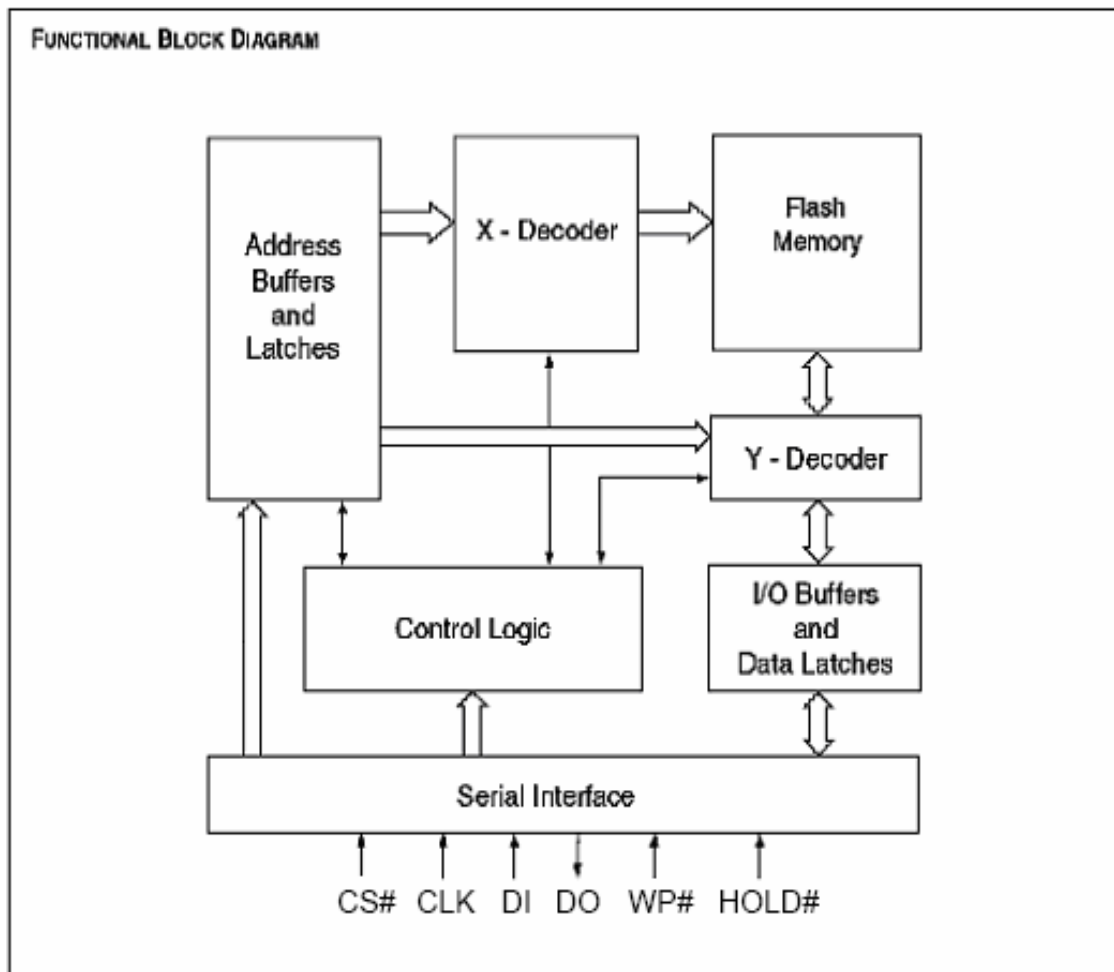 FUNCTIONAL BLOCK DIAGRAM
Address
Buffers
and
Latches
X - Decoder
Flash
Memory
Y - Decoder
Control Logic
I/O Buffers
and
Data Latches
Serial Interface
CS# CLK DI DO WP# HOLD#